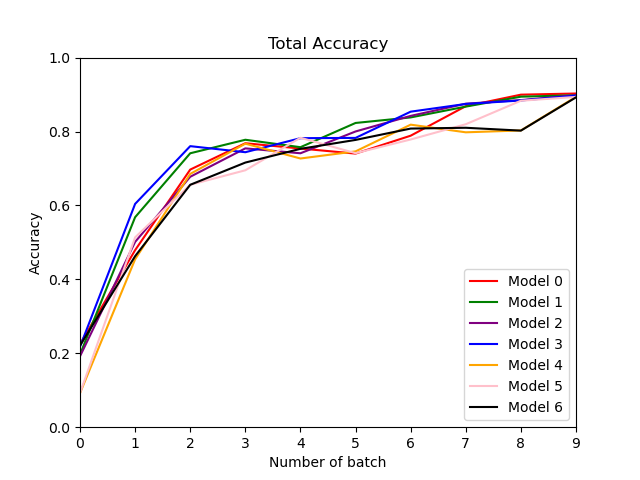 Total Accuracy
1.0
0.8
0.6
0.4
0.2
0.0
Accuracy
Model 0
Model 1
Model 2
Model 3
Model 4
Model 5
Model 6
0 1 2 3 4 5 6 7 8 9
Number of batch